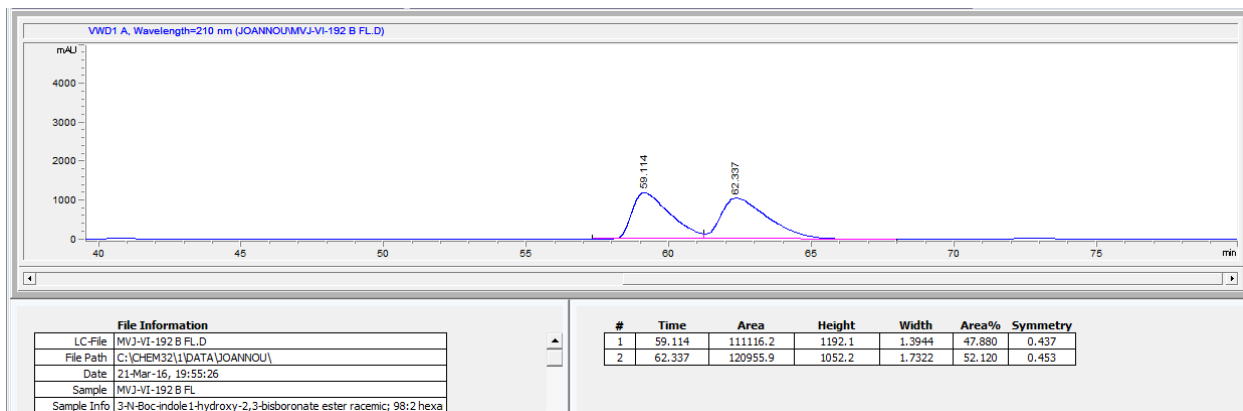 VWD1 A, Wavelength=210 nm (JOANNOU\MVJ-VI-192 B FL.D)
mAU
4000
3000
2000
1000
0
59.114
62.337
40 45 50 55 60 65 70 75 min
File Information
LC-File MVJ-VI-192 B FL.D
File Path C:\CHEM32\1\DATA\JOANNOU\
Date 21-Mar-16, 19:55:26
Sample MVJ-VI-192 B FL
Sample Info 3-N-Boc-indole1-hydroxy-2,3-bisboronate ester racemic; 98:2 hexa
# Time Area Height Width Area% Symmetry
1 59.114 111116.2 1192.1 1.3944 47.880 0.437
2 62.337 120955.9 1052.2 1.7322 52.120 0.453